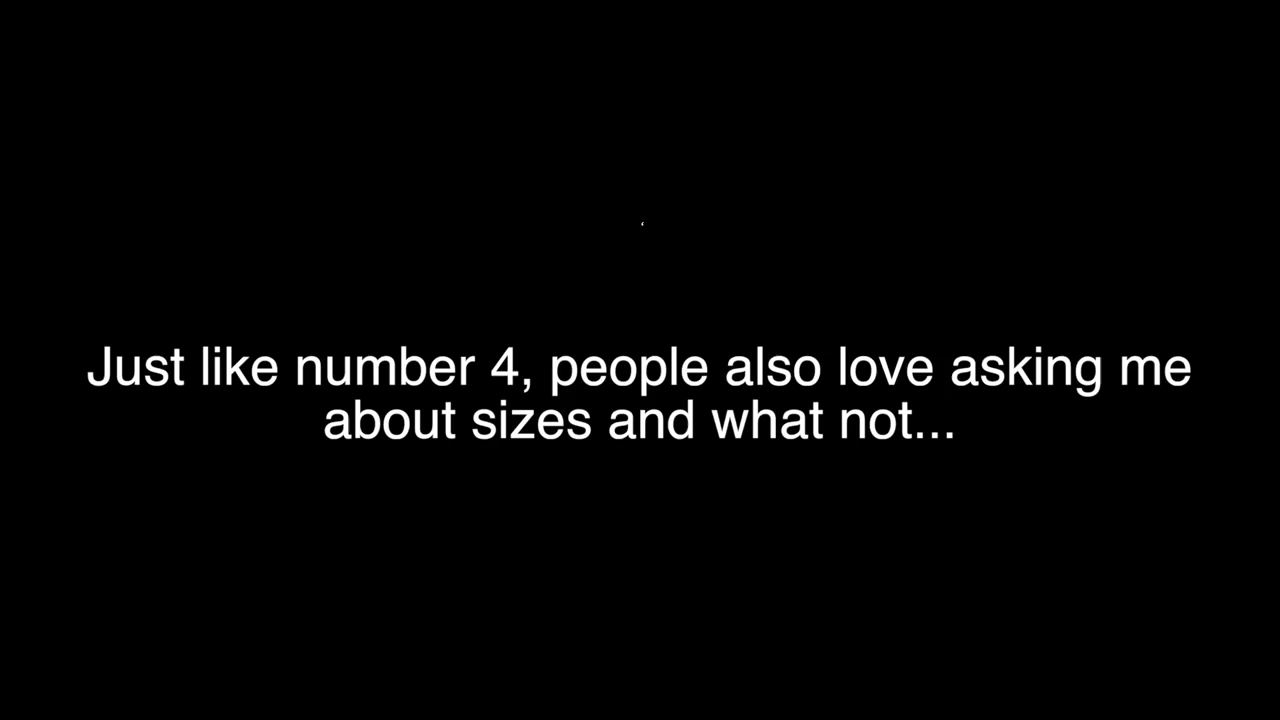 Just like number 4, people also love asking me
about sizes and what not...